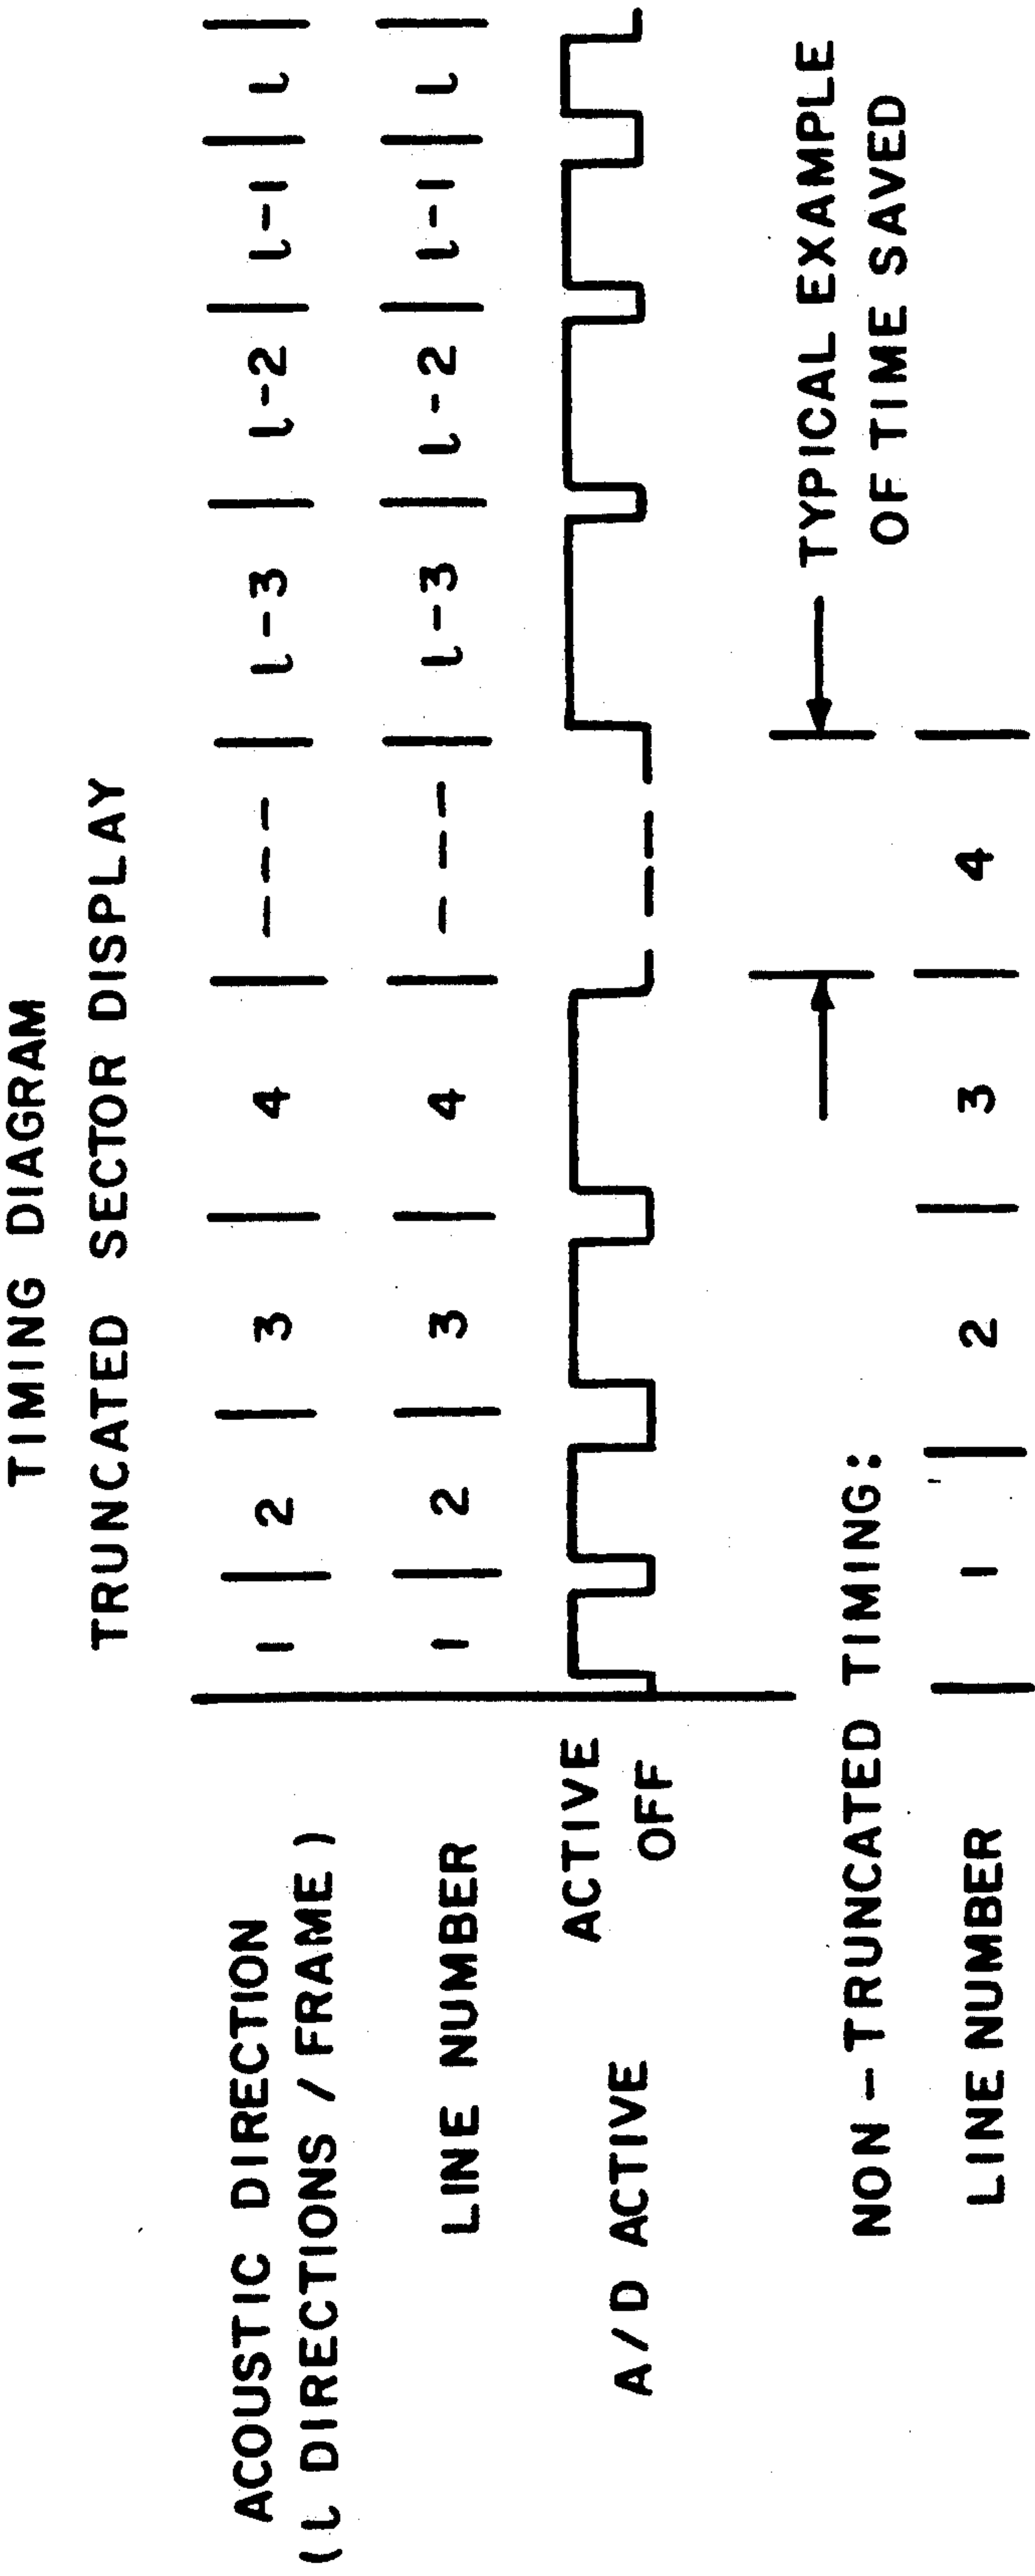 TIMING DIAGRAM
TRUNCATED SECTOR DISPLAY
ACOUSTIC DIRECTION
(l DIRECTIONS / FRAME)
1 2 3 4 --- l-3 l-2 l-1 l
LINE NUMBER
1 2 3 4 --- l-3 l-2 l-1 l
A/D ACTIVE
ACTIVE
OFF
TYPICAL EXAMPLE
OF TIME SAVED
NON-TRUNCATED TIMING:
LINE NUMBER
1 2 3 4